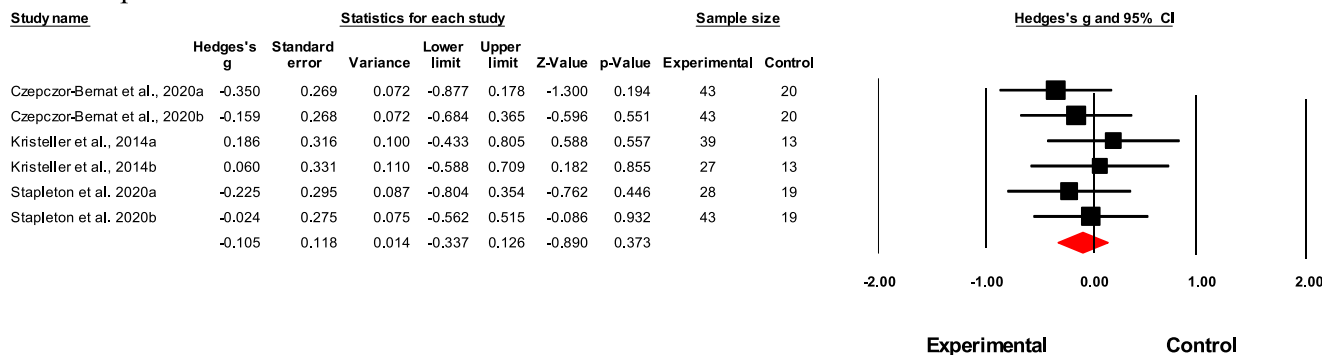 Study name Statistics for each study Sample size Hedges's g and 95% CI
Hedges's Standard Lower Upper
g error Variance limit limit Z-Value p-Value Experimental Control
Czepczor-Bernat et al., 2020a -0.350 0.269 0.072 -0.877 0.178 -1.300 0.194 43 20
Czepczor-Bernat et al., 2020b -0.159 0.268 0.072 -0.684 0.365 -0.596 0.551 43 20
Kristeller et al., 2014a 0.186 0.316 0.100 -0.433 0.805 0.588 0.557 39 13
Kristeller et al., 2014b 0.060 0.331 0.110 -0.588 0.709 0.182 0.855 27 13
Stapleton et al. 2020a -0.225 0.295 0.087 -0.804 0.354 -0.762 0.446 28 19
Stapleton et al. 2020b -0.024 0.275 0.075 -0.562 0.515 -0.086 0.932 43 19
-0.105 0.118 0.014 -0.337 0.126 -0.890 0.373
-2.00 -1.00 0.00 1.00 2.00
Experimental Control